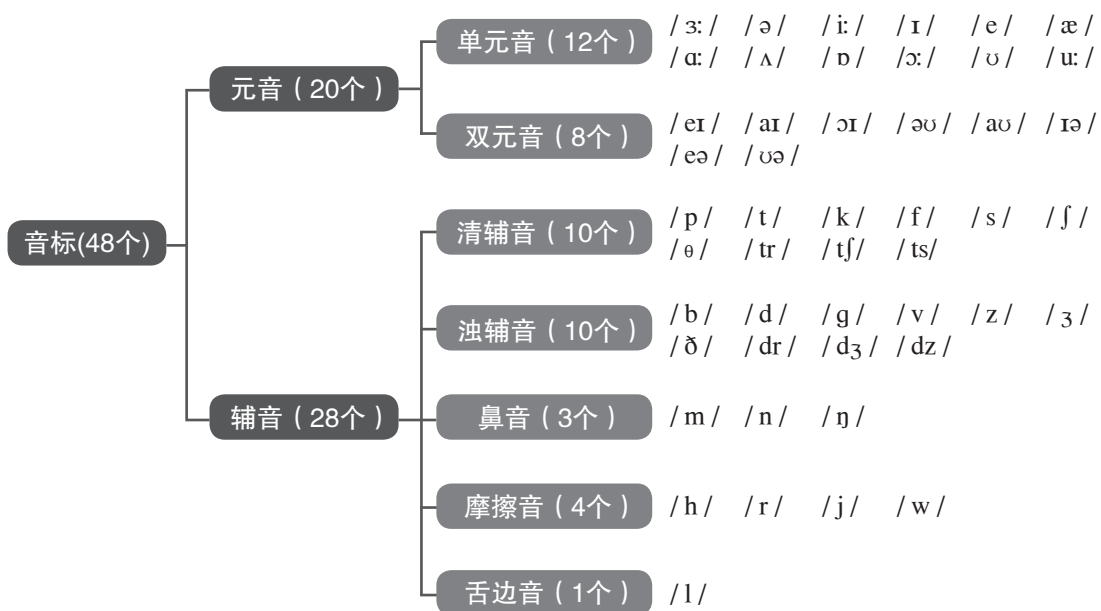 音标(48个)
元音（20个）
单元音（12个）
/ ɜː / / ə / / iː / / ɪ / / e / / æ /
/ ɑː / / ʌ / / ɒ / /ɔː / / ʊ / / uː /
双元音（8个）
/ eɪ / / aɪ / / ɔɪ / / əʊ / / aʊ / / ɪə /
/ eə / / ʊə /
辅音（28个）
清辅音（10个）
/ p / / t / / k / / f / / s / / ʃ /
/ θ / / tr / / tʃ/ / ts/
浊辅音（10个）
/ b / / d / / ɡ / / v / / z / / ʒ /
/ ð / / dr / / dʒ / / dz /
鼻音（3个）
/ m / / n / / ŋ /
摩擦音（4个）
/ h / / r / / j / / w /
舌边音（1个）
/ l /